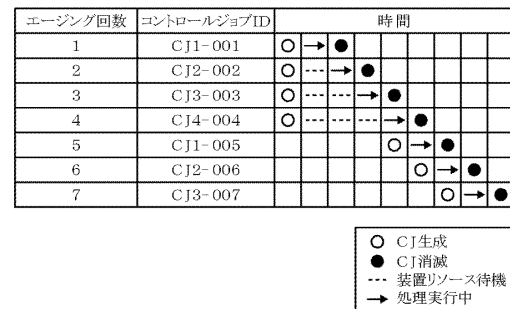 エージング回数 コントロールジョブID 時間
1 CJ1-001
2 CJ2-002
3 CJ3-003
4 CJ4-004
5 CJ1-005
6 CJ2-006
7 CJ3-007
CJ生成
CJ消滅
装置リソース待機
処理実行中